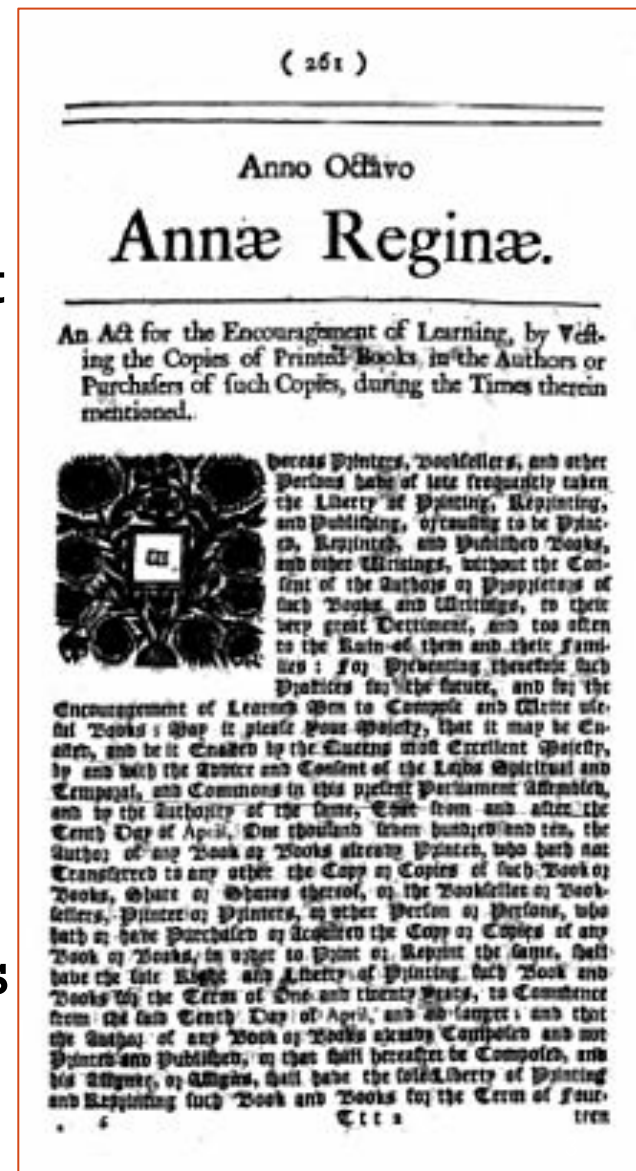 ( 261 )
Anno Octavo
Annæ Reginæ.
An Act for the Encouragement of Learning, by Vest-
ing the Copies of Printed Books in the Authors or
Purchasers of such Copies, during the Times therein
mentioned.
Whereas Printers, Booksellers, and other
Persons have of late frequently taken
the Liberty of Printing, Reprinting,
and Publishing, or causing to be Print-
ed, Reprinted, and Published Books,
and other Writings, without the Con-
sent of the Authors or Proprietors of
such Books and Writings, to their
very great Detriment, and too often
to the Ruin of them and their Fami-
lies: For Preventing therefore such
Practices for the future, and for the
Encouragement of Learned Men to Compose and Write use-
ful Books; May it please Your Majesty, that it may be En-
acted, and be it Enacted by the Queens most Excellent Majesty,
by and with the Advice and Consent of the Lords Spiritual and
Temporal, and Commons in this present Parliament Assembled,
and by the Authority of the same, That from and after the
Tenth Day of April, One thousand seven hundred and ten, the
Author of any Book or Books already Printed, who hath not
Transferred to any other the Copy or Copies of such Book or
Books, Share or Shares thereof, or the Bookseller or Book-
sellers, Printer or Printers, or other Person or Persons, who
hath or have Purchased or Acquired the Copy or Copies of any
Book or Books, in order to Print or Reprint the same, shall
have the sole Right and Liberty of Printing such Book and
Books for the Term of One and twenty Years, to Commence
from the said Tenth Day of April, and no longer; and that
the Author of any Book or Books already Composed and not
Printed and Published, or that shall hereafter be Composed, and
his Assignee, or Assigns, shall have the sole Liberty of Printing
and Reprinting such Book and Books for the Term of Four-
Tttt 2 teen
t
s